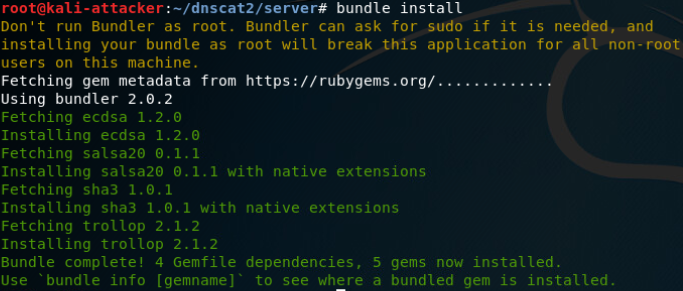 root@kali-attacker:~/dnscat2/server# bundle install
Don't run Bundler as root. Bundler can ask for sudo if it is needed, and
installing your bundle as root will break this application for all non-root
users on this machine.
Fetching gem metadata from https://rubygems.org/.............
Using bundler 2.0.2
Fetching ecdsa 1.2.0
Installing ecdsa 1.2.0
Fetching salsa20 0.1.1
Installing salsa20 0.1.1 with native extensions
Fetching sha3 1.0.1
Installing sha3 1.0.1 with native extensions
Fetching trollop 2.1.2
Installing trollop 2.1.2
Bundle complete! 4 Gemfile dependencies, 5 gems now installed.
Use `bundle info [gemname]` to see where a bundled gem is installed.